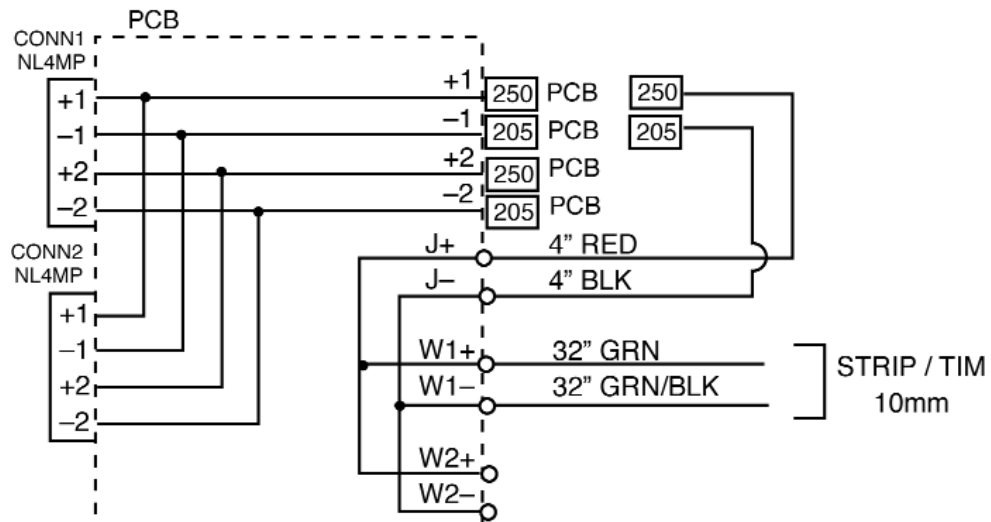 PCB
CONN1
NL4MP
+1
–1
+2
–2
+1 250 PCB 250
–1 205 PCB 205
+2 250 PCB
–2 205 PCB
CONN2
NL4MP
+1
–1
+2
–2
J+ 4” RED
J– 4” BLK
W1+ 32” GRN
W1– 32” GRN/BLK
STRIP / TIM
10mm
W2+
W2–